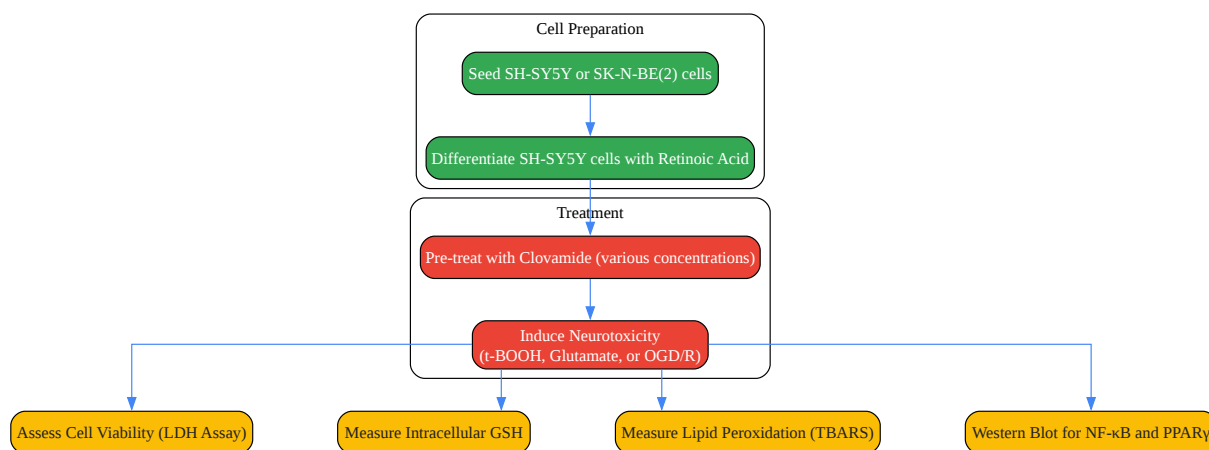 Cell Preparation
Seed SH-SY5Y or SK-N-BE(2) cells
Differentiate SH-SY5Y cells with Retinoic Acid
Treatment
Pre-treat with Clovamide (various concentrations)
Induce Neurotoxicity
(t-BOOH, Glutamate, or OGD/R)
Assess Cell Viability (LDH Assay)
Measure Intracellular GSH
Measure Lipid Peroxidation (TBARS)
Western Blot for NF-κB and PPARγ